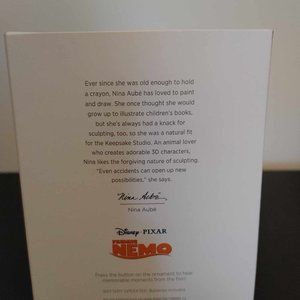 Ever since she was old enough to hold
a crayon, Nina Aubé has loved to paint
and draw. She once thought she would
grow up to illustrate children's books,
but she's always had a knack for
sculpting, too, so she was a natural fit
for the Keepsake Studio. An animal lover
who creates adorable 3D characters,
Nina likes the forgiving nature of sculpting.
"Even accidents can open up new
possibilities," she says.
Nina Aubé
Nina Aubé
Disney · PIXAR
FINDING
NEMO
Press the button on the ornament to hear
memorable moments from the film!